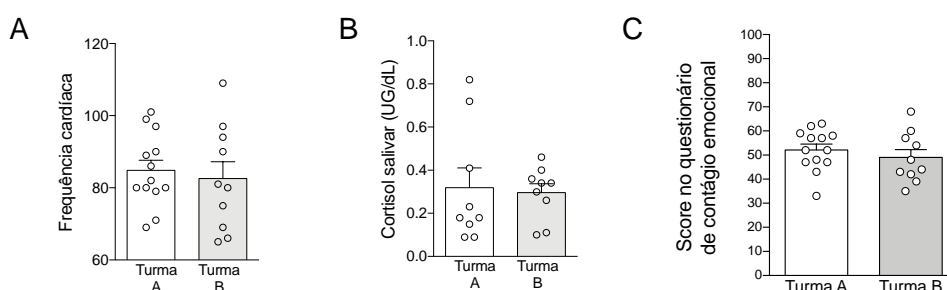 A
Frequência cardíaca
120
100
80
60
Turma
A
Turma
B
B
Cortisol salivar (UG/dL)
1.0
0.8
0.6
0.4
0.2
0.0
Turma
A
Turma
B
C
Score no questionário
de contágio emocional
100
90
80
70
60
50
40
30
20
10
0
Turma A
Turma B